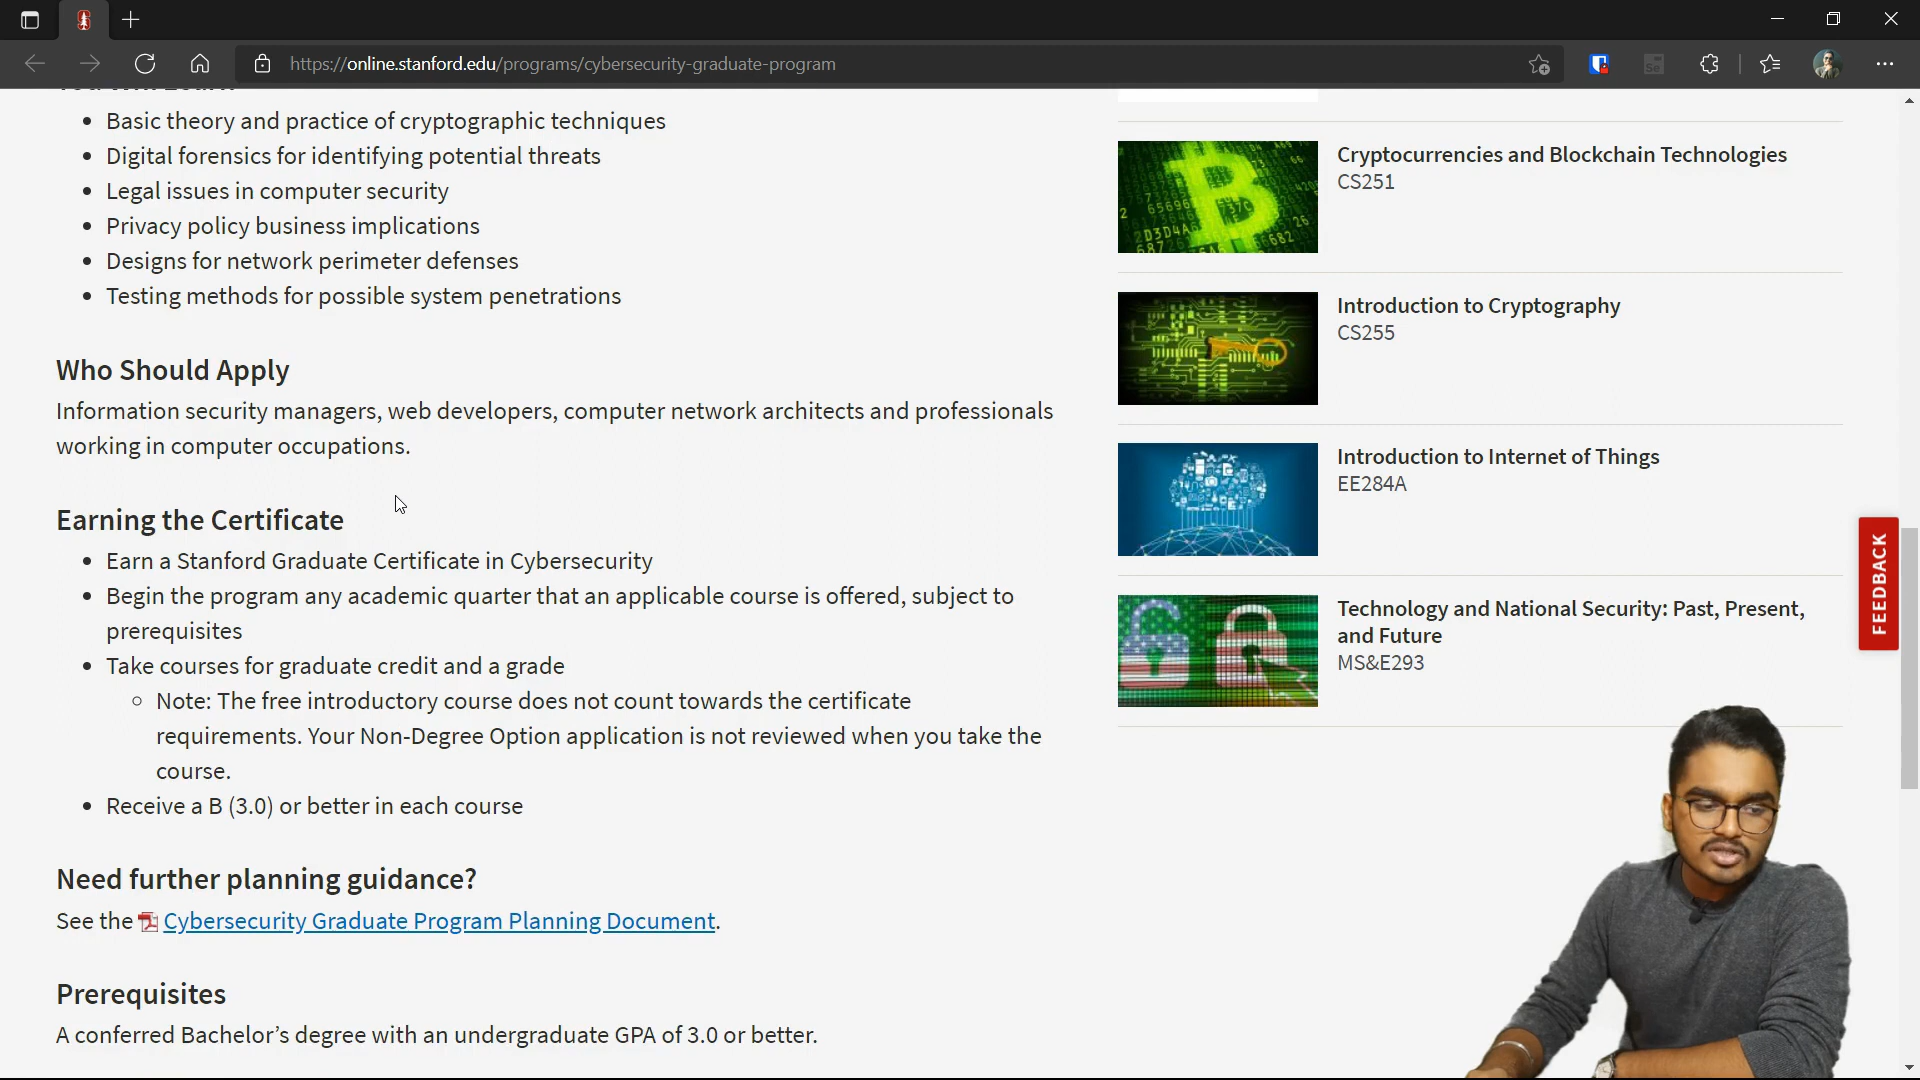 https://online.stanford.edu/programs/cybersecurity-graduate-program
Basic theory and practice of cryptographic techniques
Digital forensics for identifying potential threats
Legal issues in computer security
Privacy policy business implications
Designs for network perimeter defenses
Testing methods for possible system penetrations
Who Should Apply
Information security managers, web developers, computer network architects and professionals
working in computer occupations.
Earning the Certificate
Earn a Stanford Graduate Certificate in Cybersecurity
Begin the program any academic quarter that an applicable course is offered, subject to
prerequisites
Take courses for graduate credit and a grade
Note: The free introductory course does not count towards the certificate
requirements. Your Non-Degree Option application is not reviewed when you take the
course.
Receive a B (3.0) or better in each course
Need further planning guidance?
See the Cybersecurity Graduate Program Planning Document.
Prerequisites
A conferred Bachelor’s degree with an undergraduate GPA of 3.0 or better.
Cryptocurrencies and Blockchain Technologies
CS251
Introduction to Cryptography
CS255
Introduction to Internet of Things
EE284A
Technology and National Security: Past, Present,
and Future
MS&E293
FEEDBACK